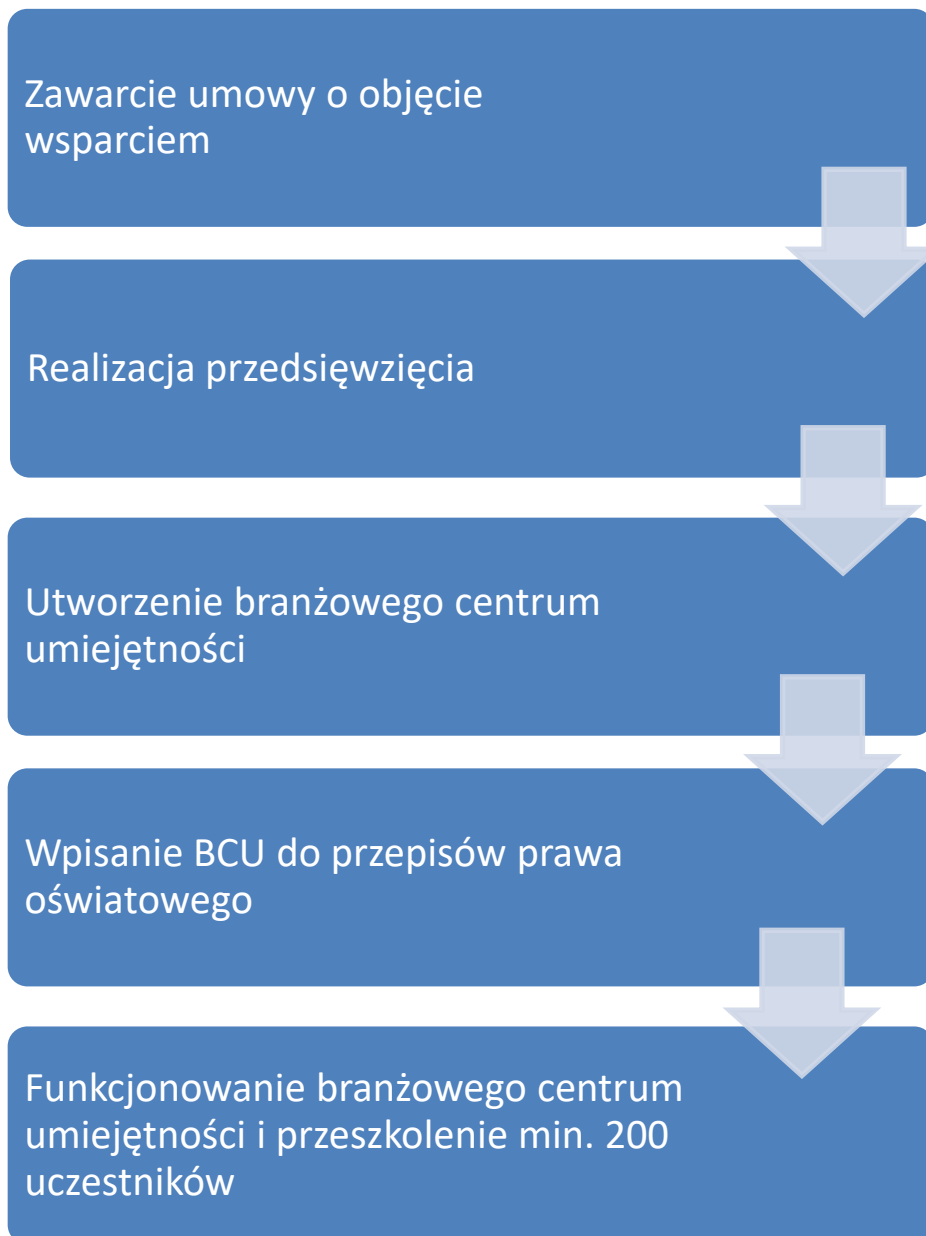 Zawarcie umowy o objęcie
wsparciem
Realizacja przedsięwzięcia
Utworzenie branżowego centrum
umiejętności
Wpisanie BCU do przepisów prawa
oświatowego
Funkcjonowanie branżowego centrum
umiejętności i przeszkolenie min. 200
uczestników